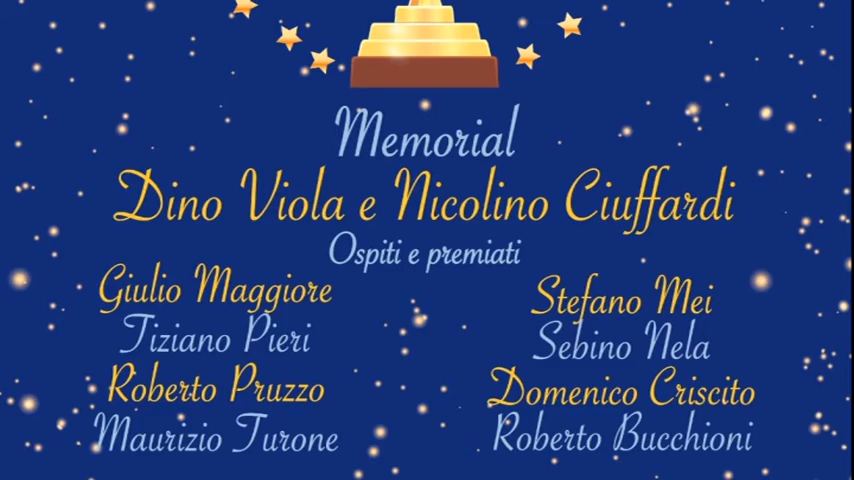 Memorial
Dino Viola e Nicolino Ciuffardi
Ospiti e premiati
Giulio Maggiore
Tiziano Pieri
Roberto Pruzzo
Maurizio Turone
Stefano Mei
Sebino Nela
Domenico Criscito
Roberto Bucchioni